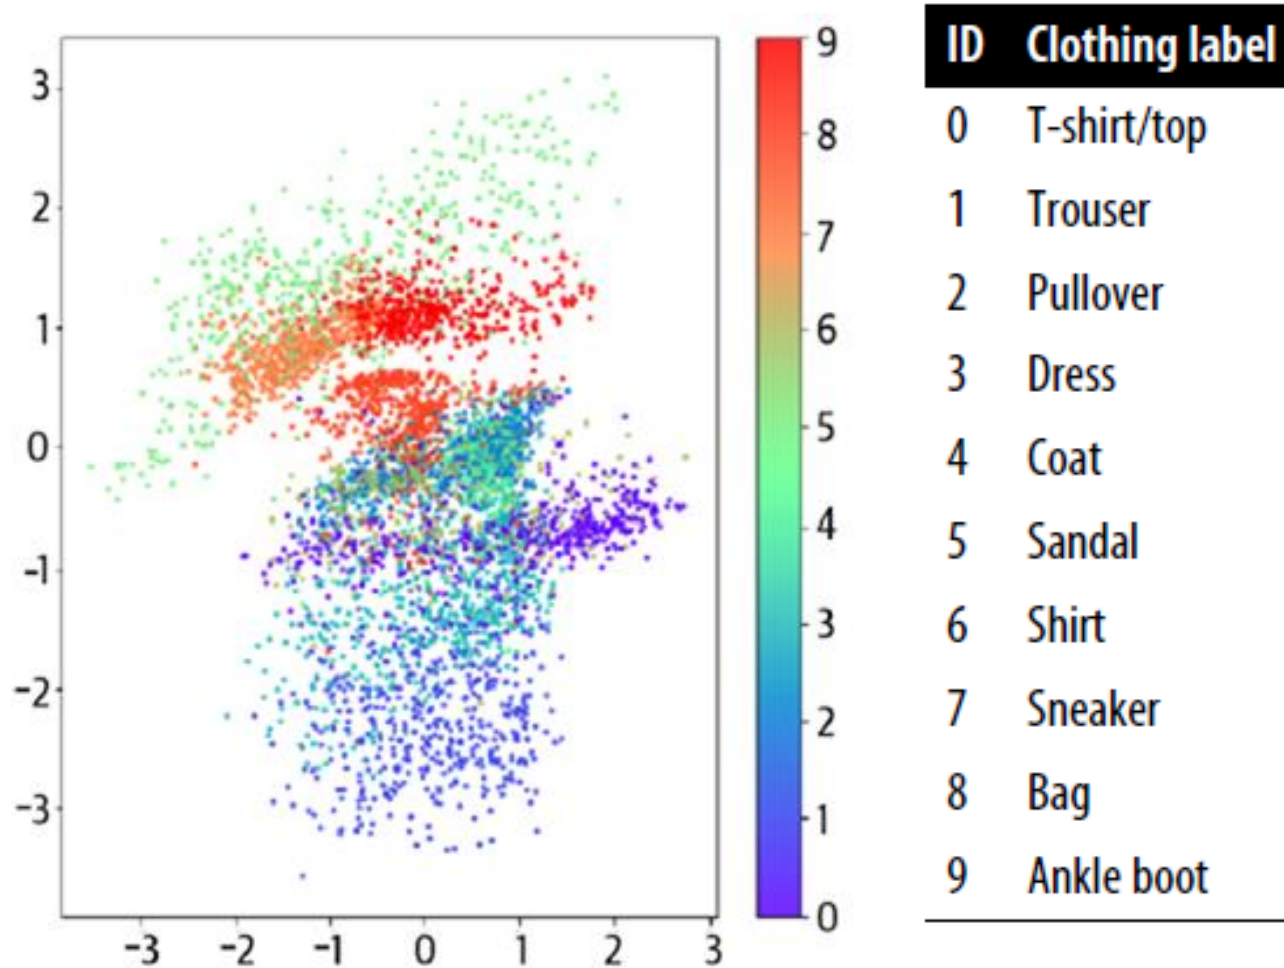 3
2
1
0
-1
-2
-3
-3 -2 -1 0 1 2 3
9
8
7
6
5
4
3
2
1
0
ID Clothing label
0 T-shirt/top
1 Trouser
2 Pullover
3 Dress
4 Coat
5 Sandal
6 Shirt
7 Sneaker
8 Bag
9 Ankle boot